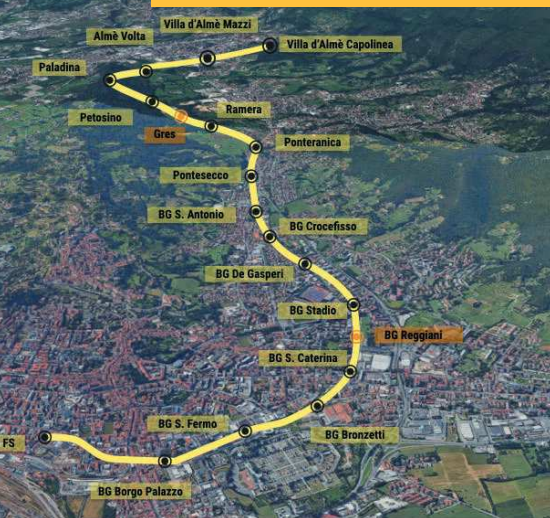 Villa d'Almè Mazzi
Almè Volta
Villa d'Almè Capolinea
Paladina
Petosino
Ramera
Gres
Ponteranica
Pontesecco
BG S. Antonio
BG Crocefisso
BG De Gasperi
BG Stadio
BG Reggiani
BG S. Caterina
BG S. Fermo
BG Bronzetti
FS
BG Borgo Palazzo